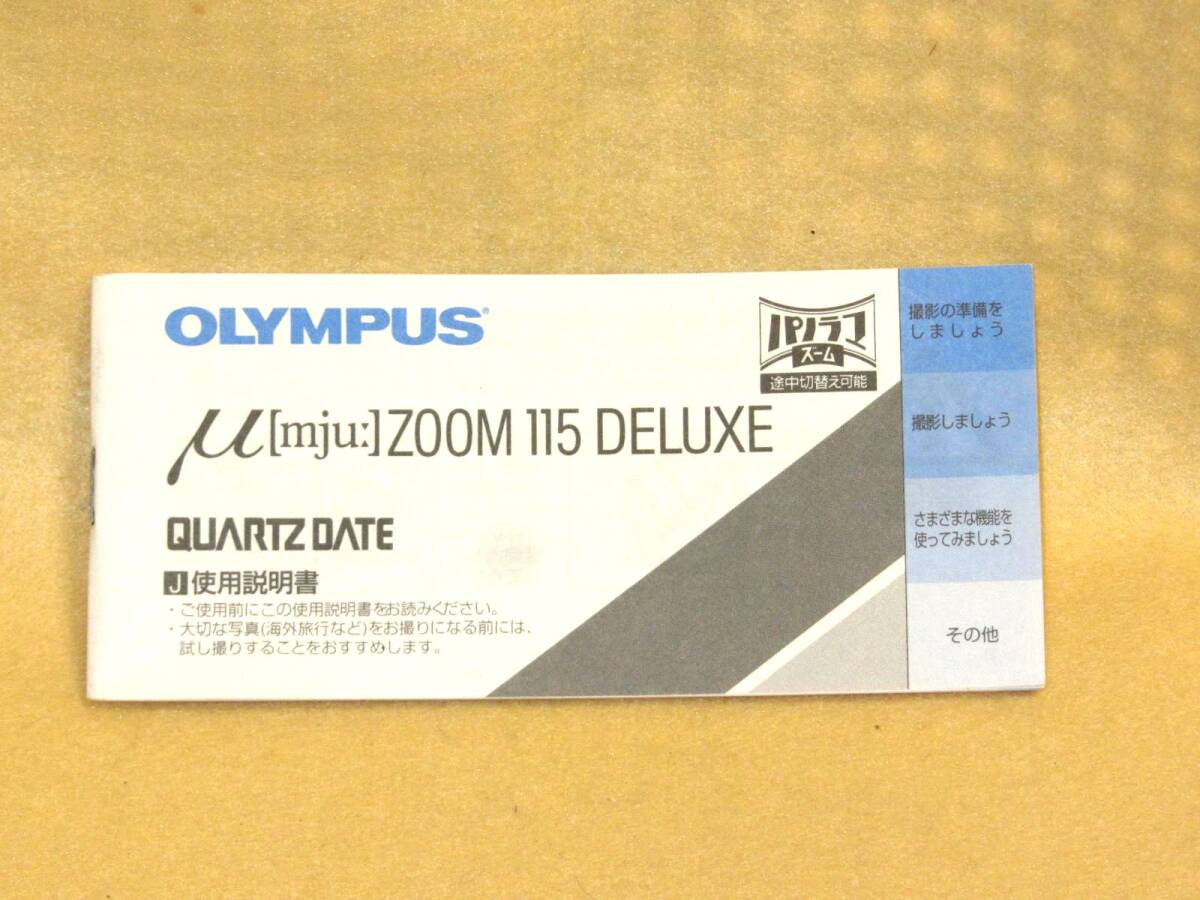 OLYMPUS®
パノラマ
ズーム
途中切替え可能
μ[mju:]ZOOM 115 DELUXE
QUARTZ DATE
J使用説明書
・ご使用前にこの使用説明書をお読みください。
・大切な写真(海外旅行など)をお撮りになる前には、
試し撮りすることをおすすめします。
撮影の準備を
しましょう
撮影しましょう
さまざまな機能を
使ってみましょう
その他